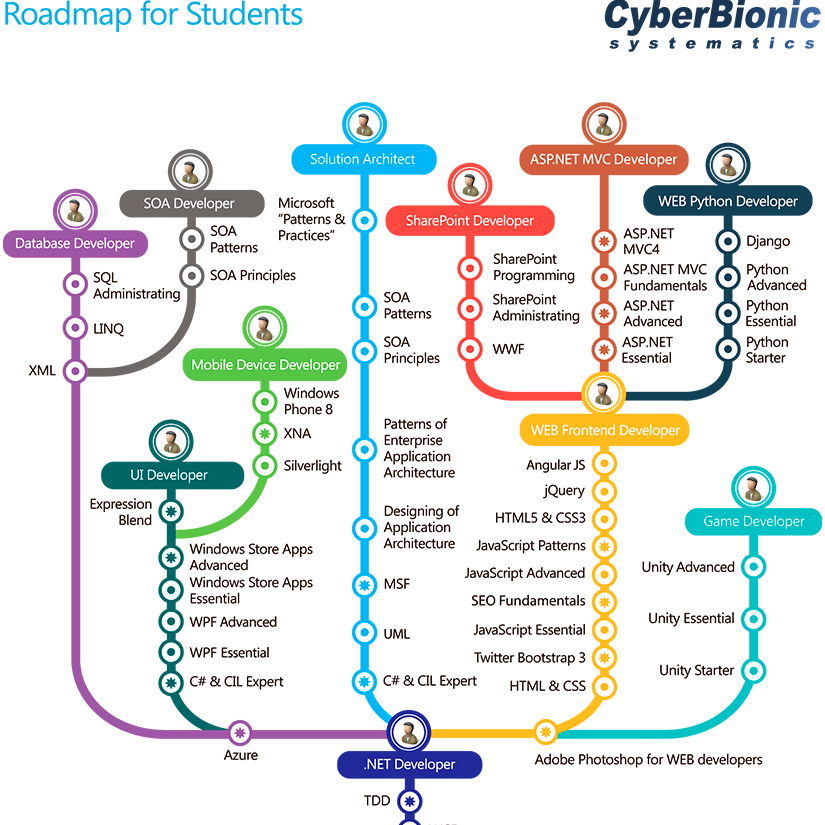 Roadmap for Students
CyberBionic
systematics
Solution Architect
ASP.NET MVC Developer
SOA Developer
WEB Python Developer
Database Developer
SharePoint Developer
Microsoft
“Patterns &
Practices”
SOA
Patterns
SOA Principles
SQL
Administrating
LINQ
XML
SOA
Patterns
SOA
Principles
Patterns of
Enterprise
Application
Architecture
Designing of
Application
Architecture
MSF
UML
C# & CIL Expert
SharePoint
Programming
SharePoint
Administrating
WWF
ASP.NET
MVC4
ASP.NET MVC
Fundamentals
ASP.NET
Advanced
ASP.NET
Essential
Django
Python
Advanced
Python
Essential
Python
Starter
Mobile Device Developer
Windows
Phone 8
XNA
Silverlight
UI Developer
Expression
Blend
Windows Store Apps
Advanced
Windows Store Apps
Essential
WPF Advanced
WPF Essential
C# & CIL Expert
WEB Frontend Developer
Angular JS
jQuery
HTML5 & CSS3
JavaScript Patterns
JavaScript Advanced
SEO Fundamentals
JavaScript Essential
Twitter Bootstrap 3
HTML & CSS
Game Developer
Unity Advanced
Unity Essential
Unity Starter
Azure
Adobe Photoshop for WEB developers
.NET Developer
TDD